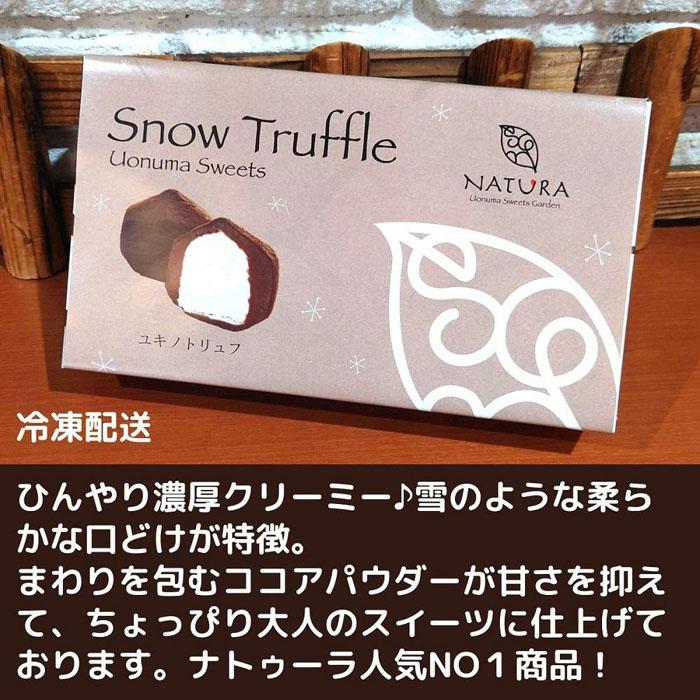 Snow Truffle
Uonuma Sweets
NATURA
Uonuma Sweets Garden
ユキノトリュフ
冷凍配送
ひんやり濃厚クリーミー♪雪のような柔ら
かな口どけが特徴。
まわりを包むココアパウダーが甘さを抑え
て、ちょっぴり大人のスイーツに仕上げて
おります。ナトゥーラ人気NO１商品！